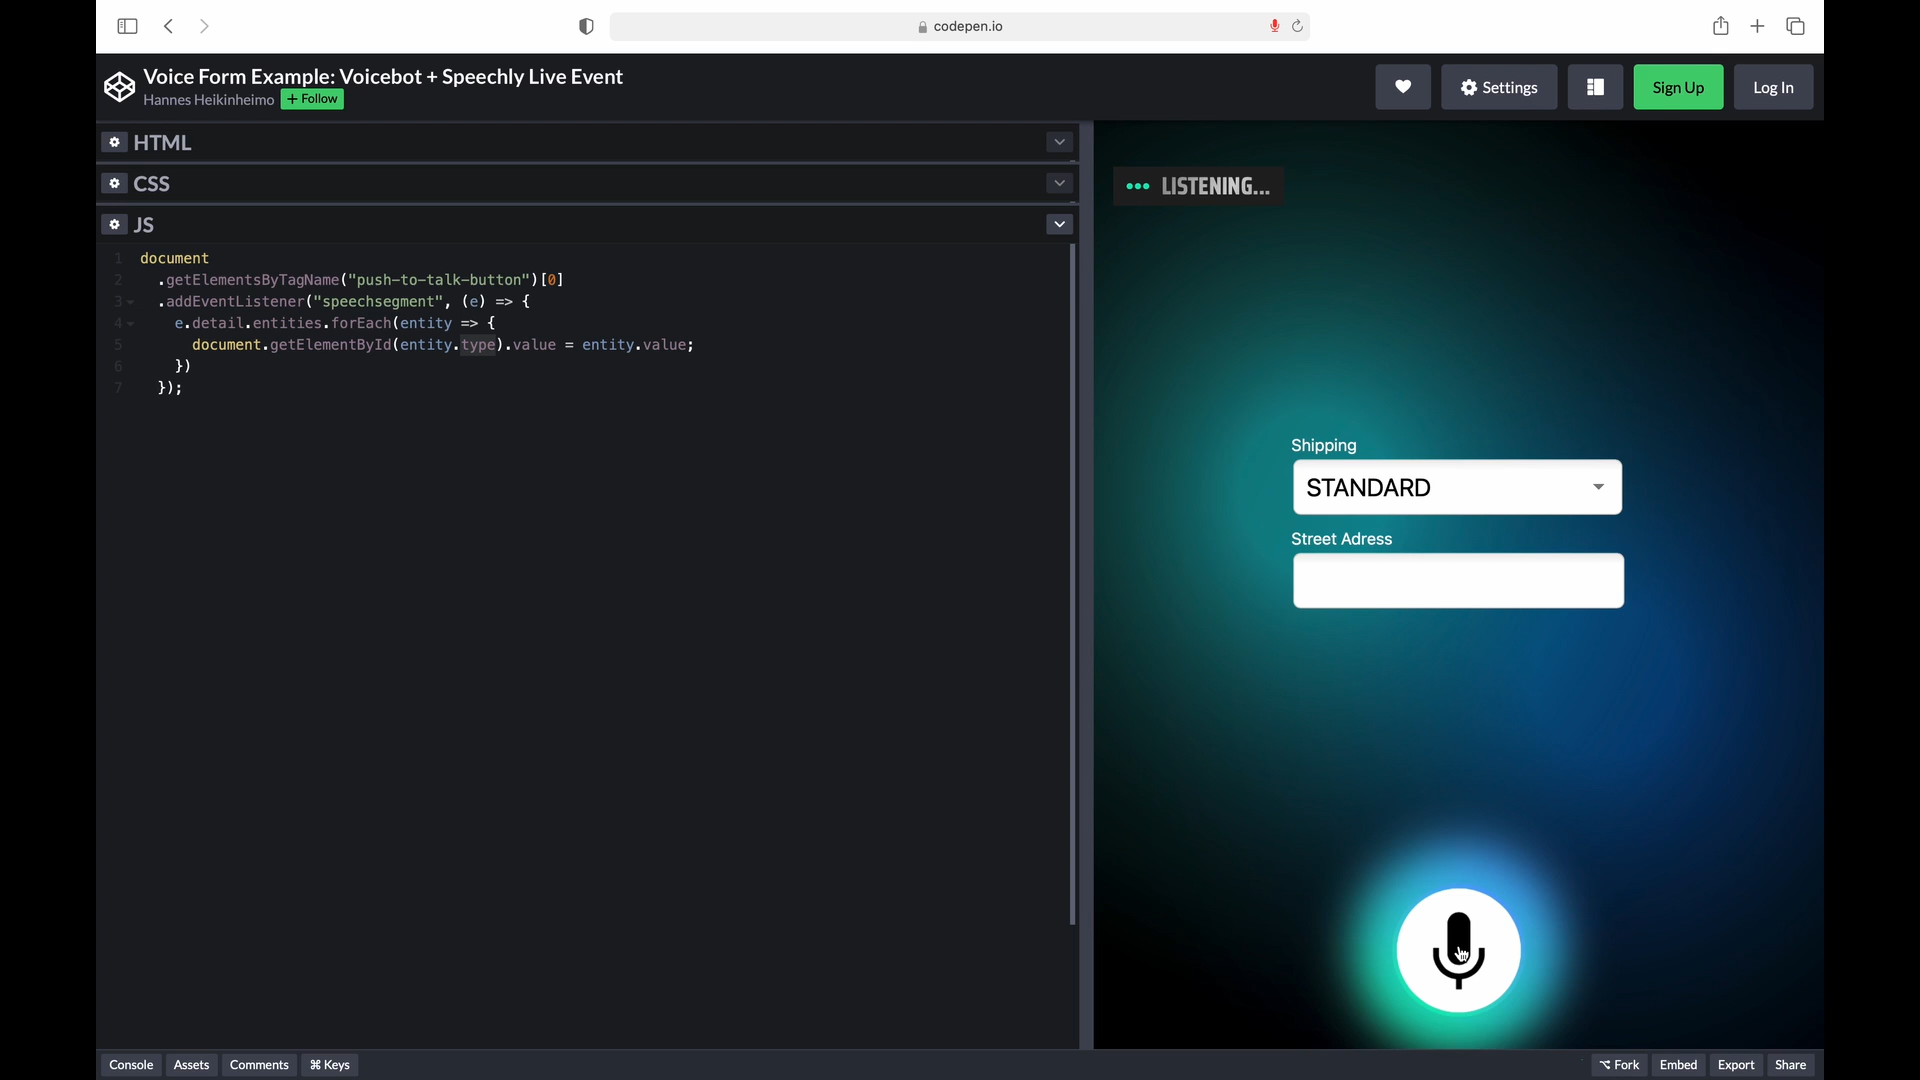 codepen.io
Voice Form Example: Voicebot + Speechly Live Event
Hannes Heikinheimo + Follow
Settings
Sign Up
Log In
HTML
CSS
JS
1 document
2 .getElementsByTagName("push-to-talk-button")[0]
3 .addEventListener("speechsegment", (e) => {
4 e.detail.entities.forEach(entity => {
5 document.getElementById(entity.type).value = entity.value;
6 })
7 });
LISTENING...
Shipping
STANDARD
Street Adress
Console Assets Comments ⌘ Keys
Fork Embed Export Share